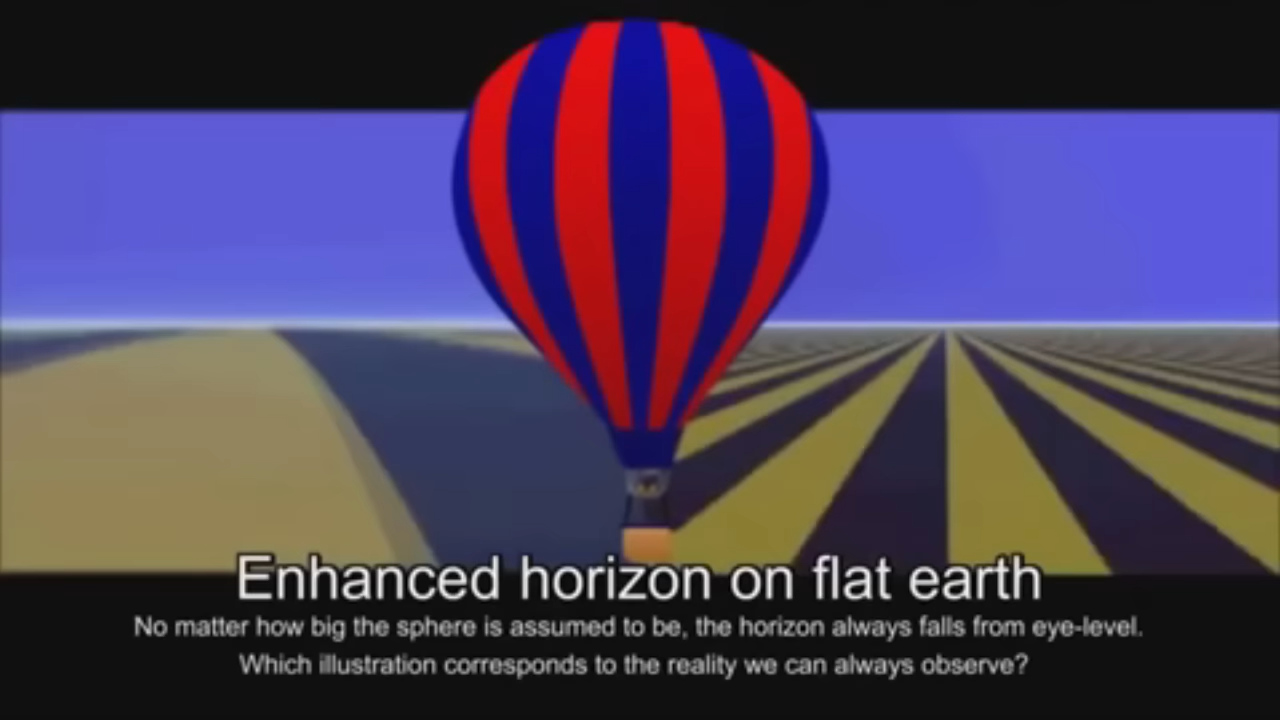 Enhanced horizon on flat earth
No matter how big the sphere is assumed to be, the horizon always falls from eye-level.
Which illustration corresponds to the reality we can always observe?